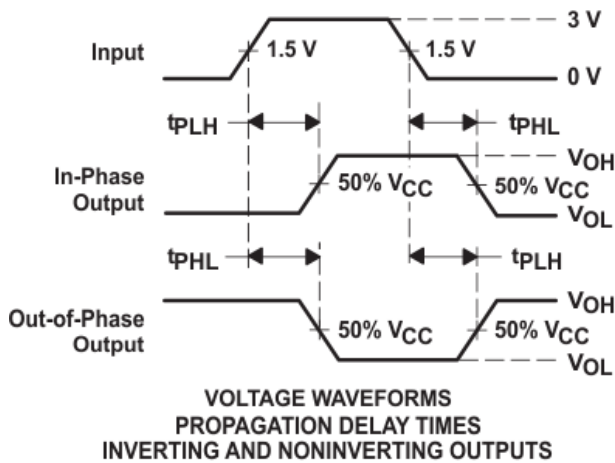 3 V
Input
1.5 V
1.5 V
0 V
tPLH
tPHL
In-Phase
Output
50% VCC
VOH
50% VCC
VOL
tPHL
tPLH
Out-of-Phase
Output
50% VCC
VOH
50% VCC
VOL
VOLTAGE WAVEFORMS
PROPAGATION DELAY TIMES
INVERTING AND NONINVERTING OUTPUTS